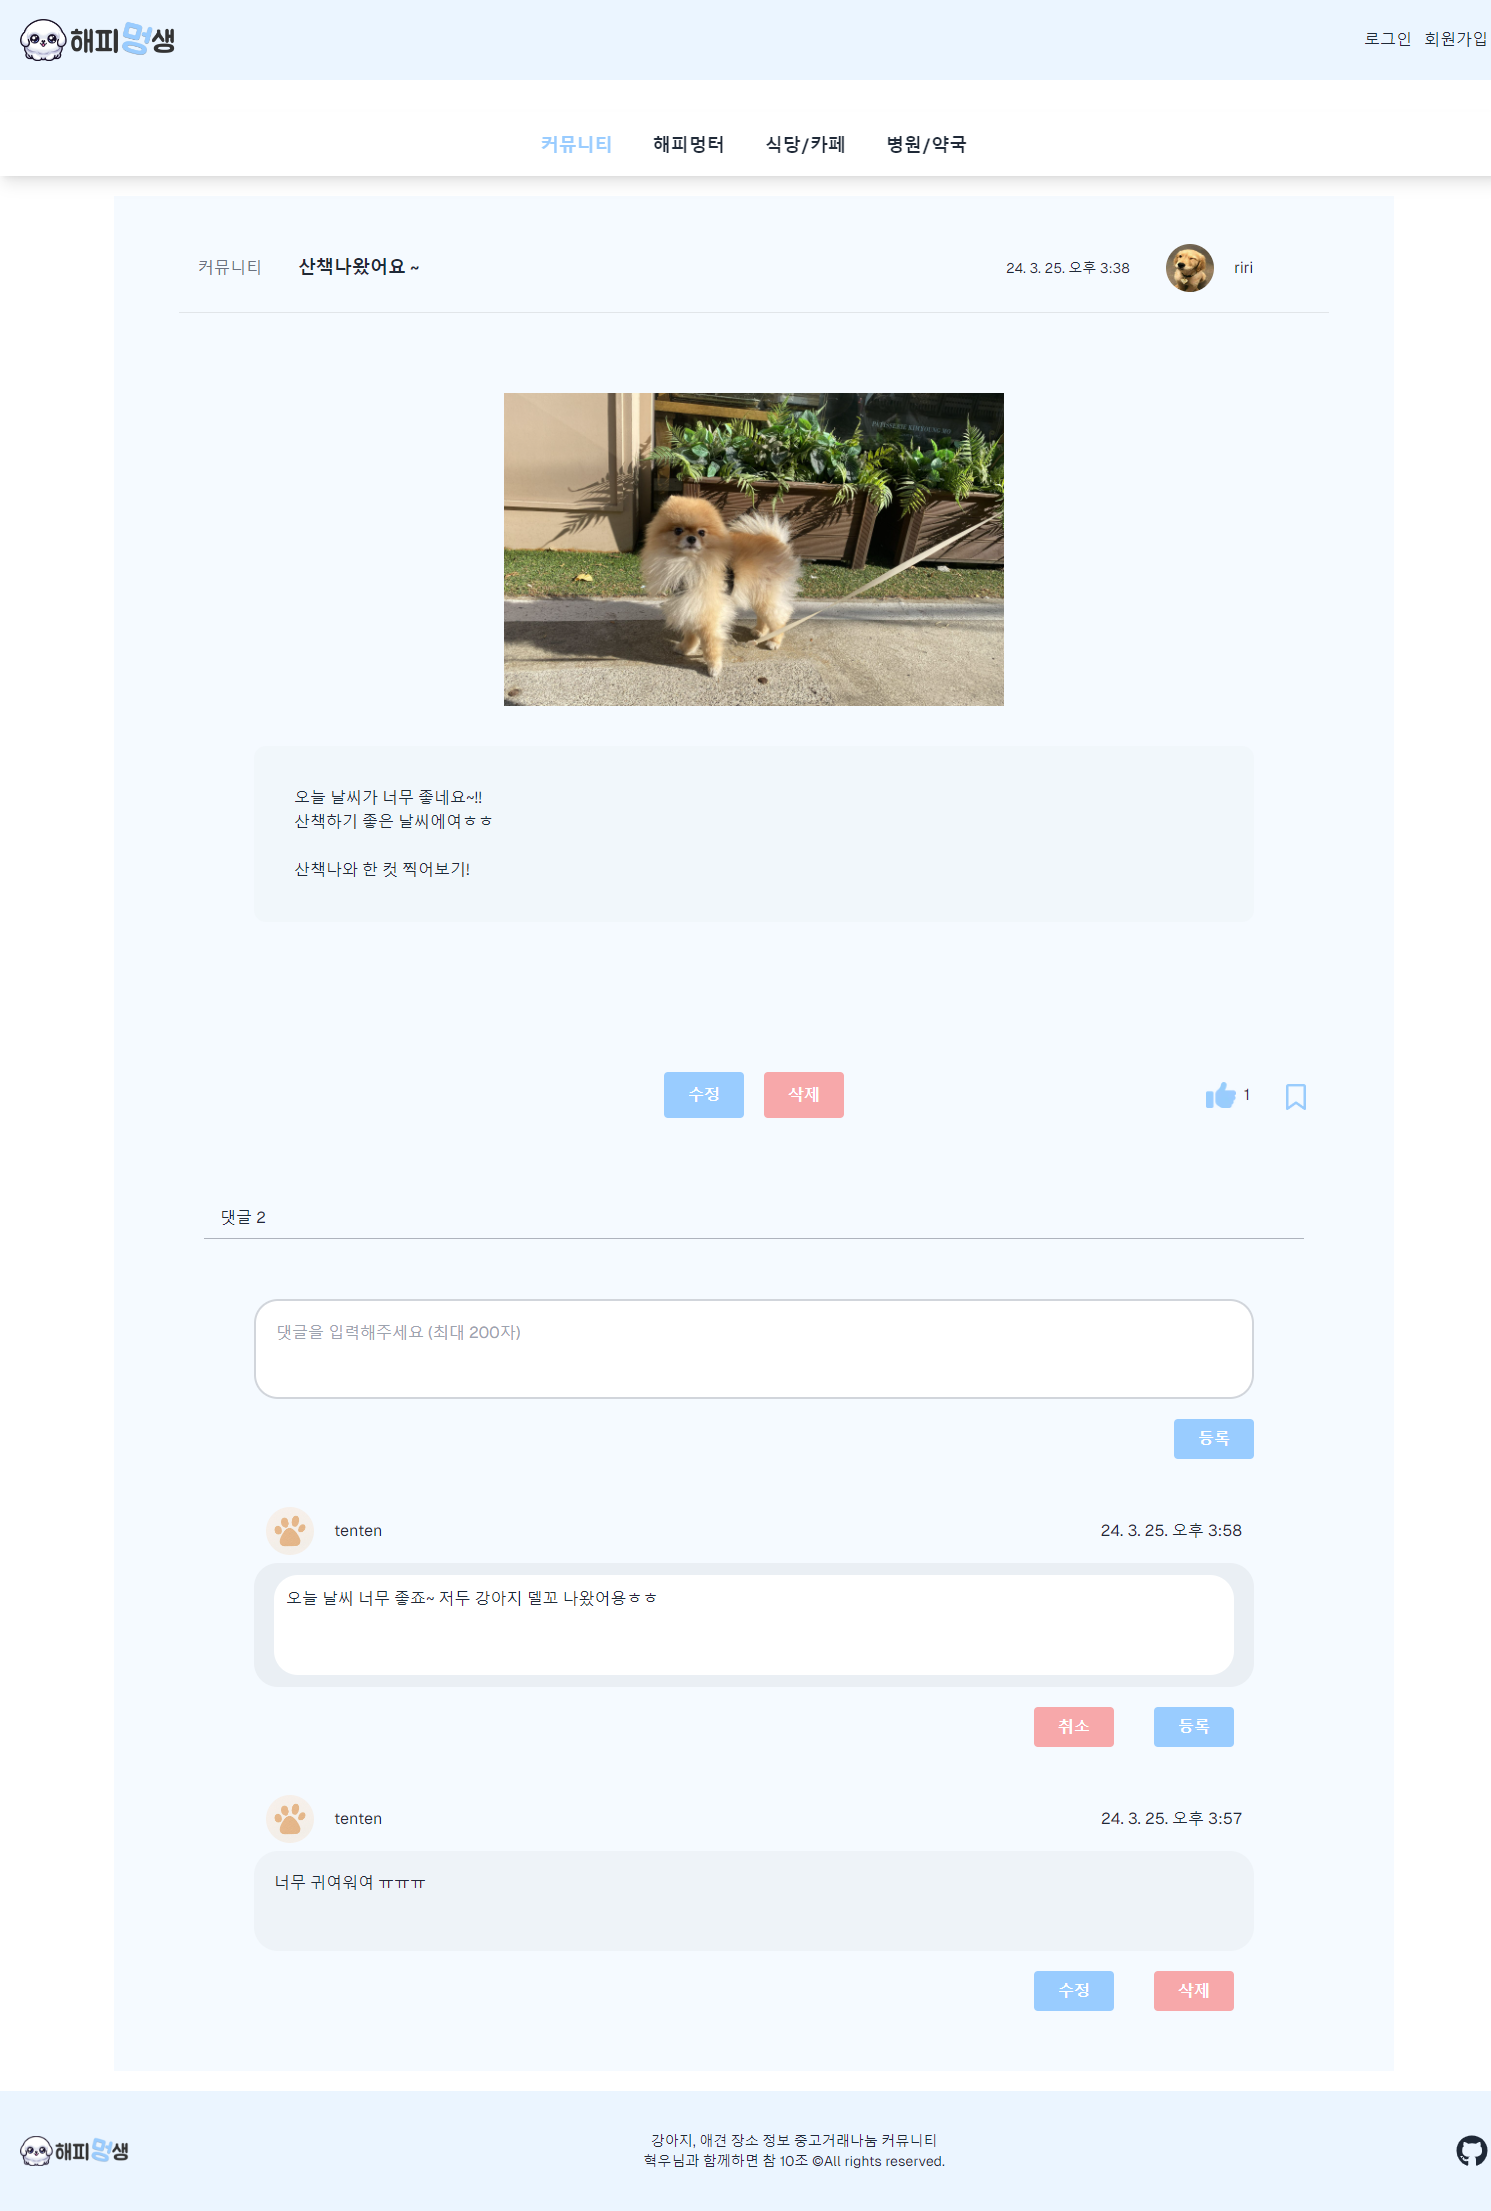 해피멍생
로그인 회원가입
커뮤니티 해피멍터 식당/카페 병원/약국
커뮤니티 산책나왔어요 ~ 24. 3. 25. 오후 3:38 riri
PATISSERIE KIMYOUNG MO
오늘 날씨가 너무 좋네요~!!
산책하기 좋은 날씨에여ㅎㅎ
산책나와 한 컷 찍어보기!
수정 삭제 1
댓글 2
댓글을 입력해주세요 (최대 200자)
등록
tenten 24. 3. 25. 오후 3:58
오늘 날씨 너무 좋죠~ 저두 강아지 델꼬 나왔어용ㅎㅎ
취소 등록
tenten 24. 3. 25. 오후 3:57
너무 귀여워여 ㅠㅠㅠ
수정 삭제
해피멍생
강아지, 애견 장소 정보 중고거래나눔 커뮤니티
혁우님과 함께하면 참 10조 ©All rights reserved.